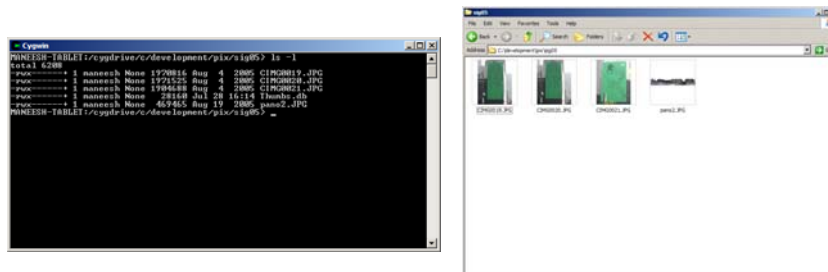 Cygwin
MANEESH-TABLET:/cygdrive/c/development/pix/sig05> ls -l
total 6208
-rwx------+ 1 maneesh None 1970816 Aug 4 2005 CIMG0019.JPG
-rwx------+ 1 maneesh None 1971525 Aug 4 2005 CIMG0020.JPG
-rwx------+ 1 maneesh None 1904688 Aug 4 2005 CIMG0021.JPG
-rwx------+ 1 maneesh None 28160 Jul 28 16:14 Thumbs.db
-rwx------+ 1 maneesh None 469465 Aug 19 2005 pano2.JPG
MANEESH-TABLET:/cygdrive/c/development/pix/sig05> _
sig05
File Edit View Favorites Tools Help
Back Search Folders
Address C:\development\pix\sig05
CIMG0019.JPG CIMG0020.JPG CIMG0021.JPG pano2.JPG